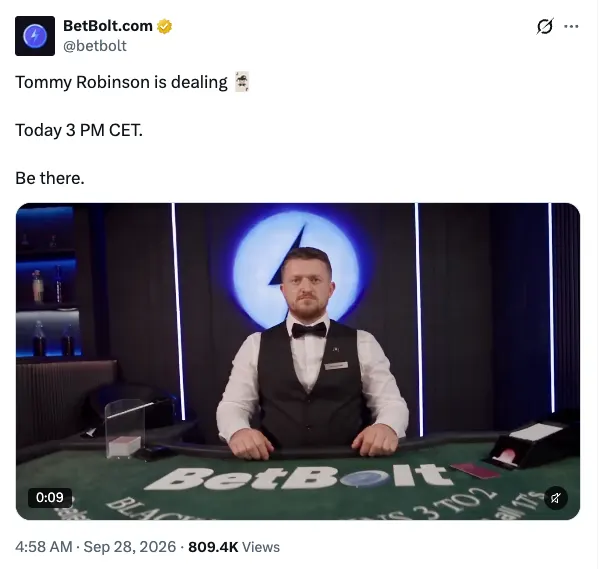 BetBolt.com
@betbolt
Tommy Robinson is dealing 🃏
Today 3 PM CET.
Be there.
BetBolt
0:09
4:58 AM · Sep 28, 2026 · 809.4K Views